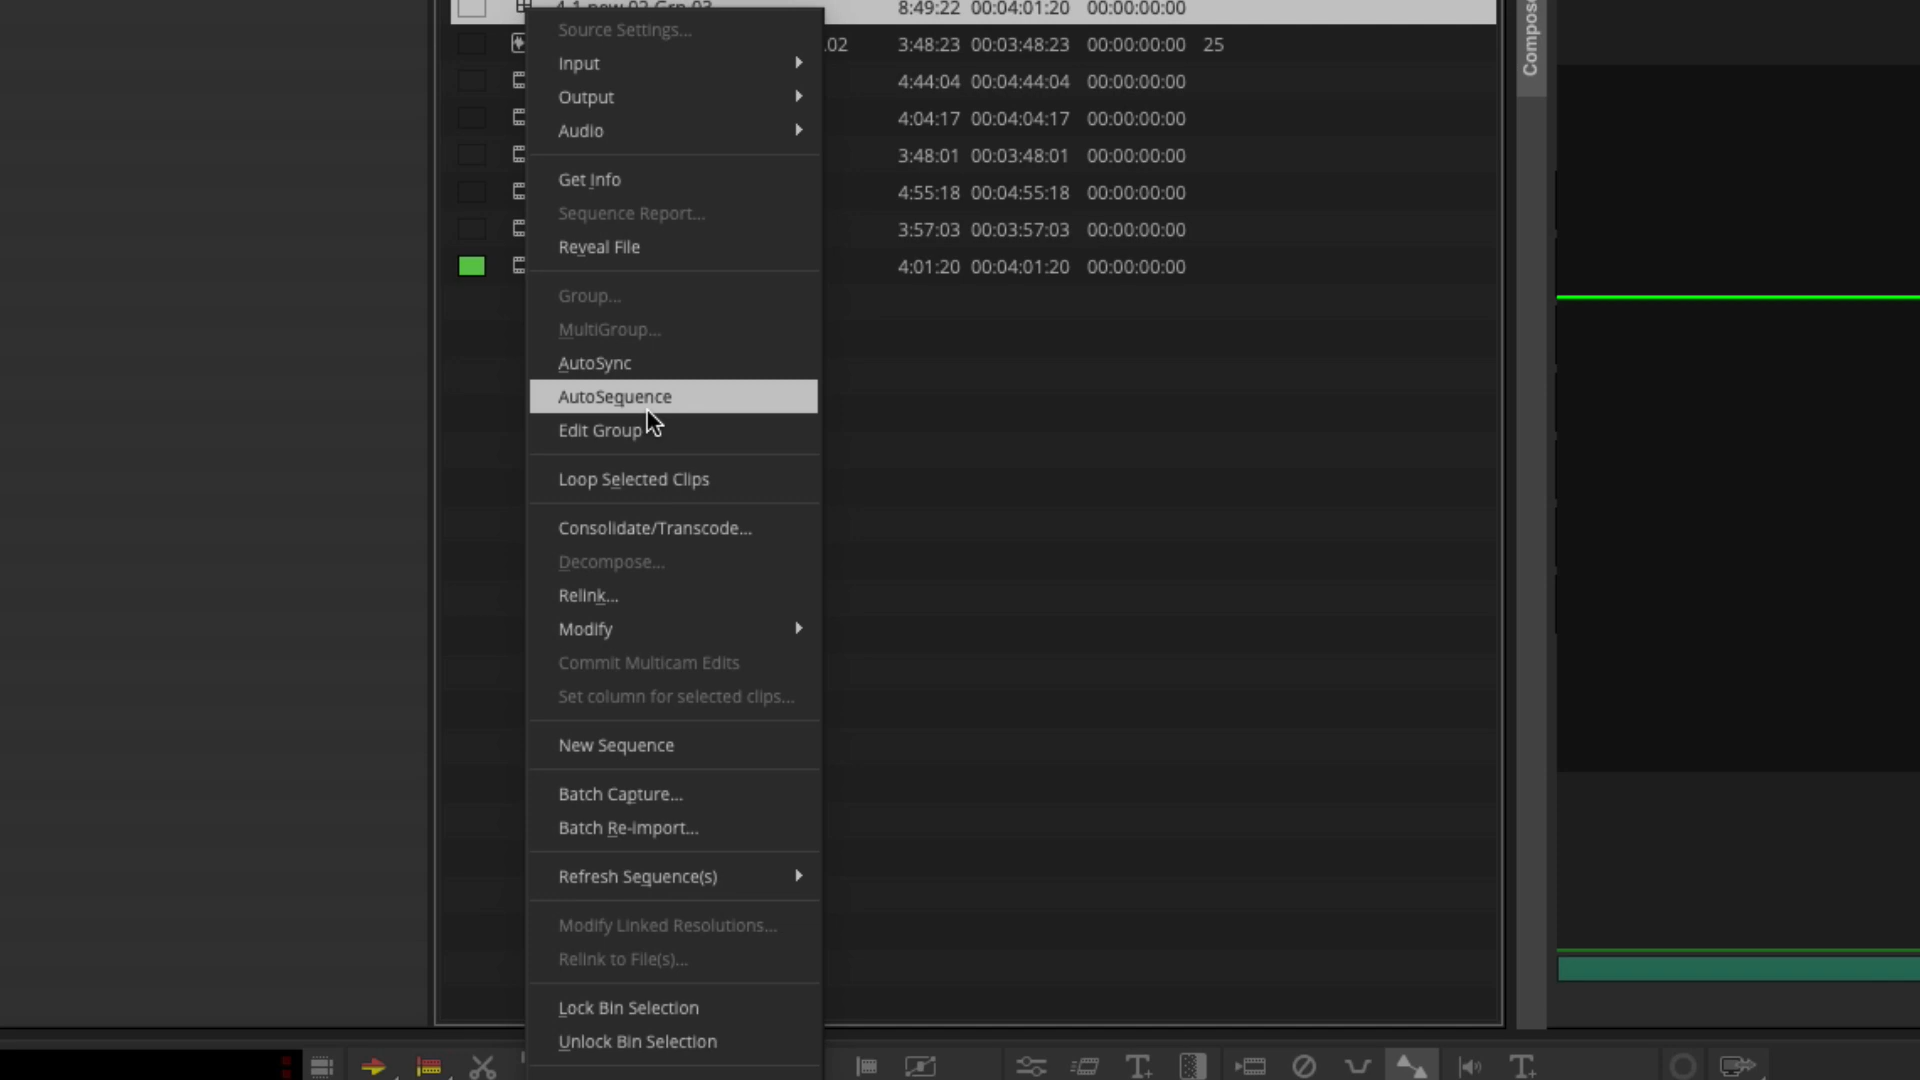 4-1 new 02 Grp 03 8:49:22 00:04:01:20 00:00:00:00
.02 3:48:23 00:03:48:23 00:00:00:00 25
4:44:04 00:04:44:04 00:00:00:00
4:04:17 00:04:04:17 00:00:00:00
3:48:01 00:03:48:01 00:00:00:00
4:55:18 00:04:55:18 00:00:00:00
3:57:03 00:03:57:03 00:00:00:00
4:01:20 00:04:01:20 00:00:00:00
Source Settings...
Input
Output
Audio
Get Info
Sequence Report...
Reveal File
Group...
MultiGroup...
AutoSync
AutoSequence
Edit Group
Loop Selected Clips
Consolidate/Transcode...
Decompose...
Relink...
Modify
Commit Multicam Edits
Set column for selected clips...
New Sequence
Batch Capture...
Batch Re-import...
Refresh Sequence(s)
Modify Linked Resolutions...
Relink to File(s)...
Lock Bin Selection
Unlock Bin Selection
Compos